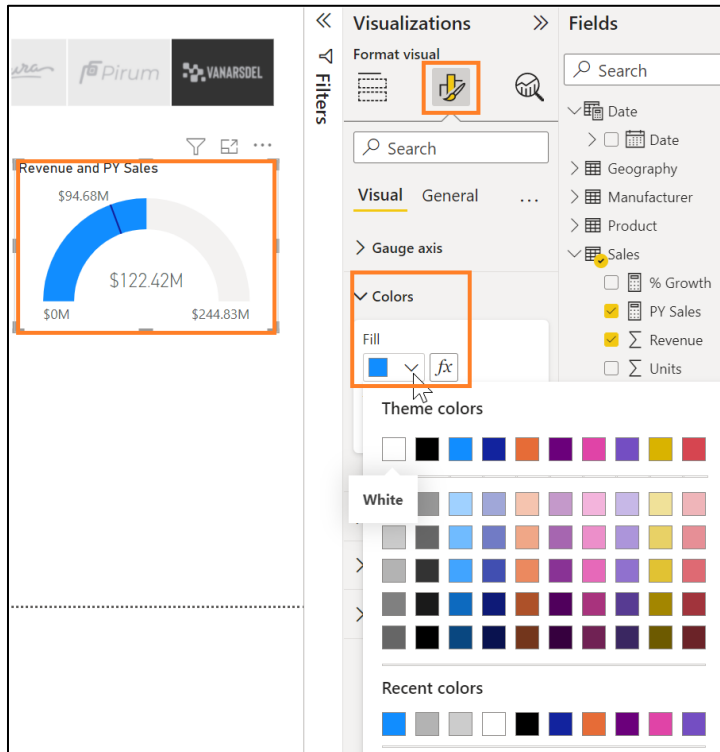 Pirum
VANARSDEL
Revenue and PY Sales
$94.68M
$122.42M
$0M
$244.83M
Filters
Visualizations
Format visual
Search
Visual
General
...
Gauge axis
Colors
Fill
fx
Theme colors
White
Recent colors
Fields
Search
Date
Date
Geography
Manufacturer
Product
Sales
% Growth
PY Sales
Revenue
Units